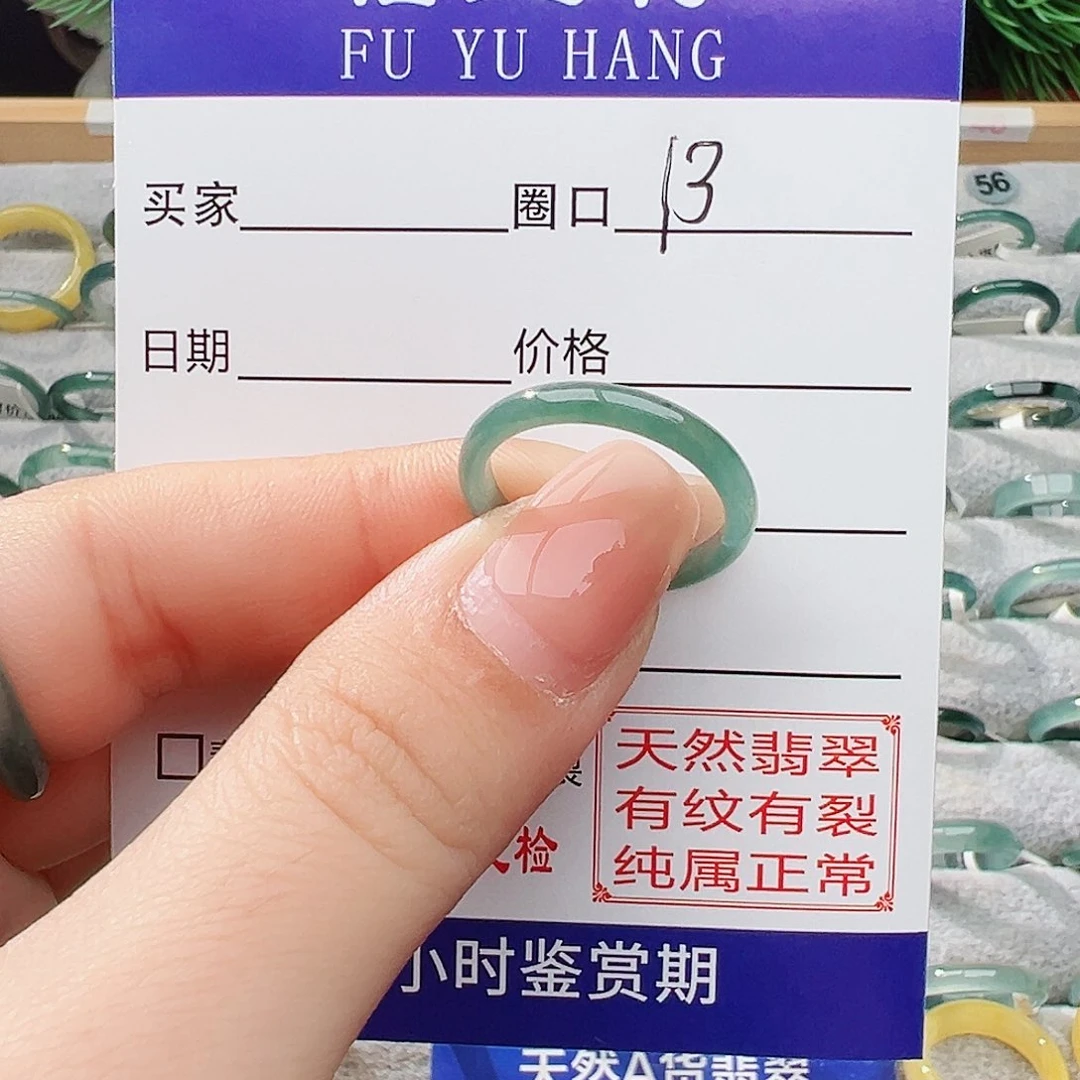 FU YU HANG
买家 圈口 13
日期 价格
天然翡翠
有纹有裂
纯属正常
检
小时鉴赏期
天然A货翡翠
56